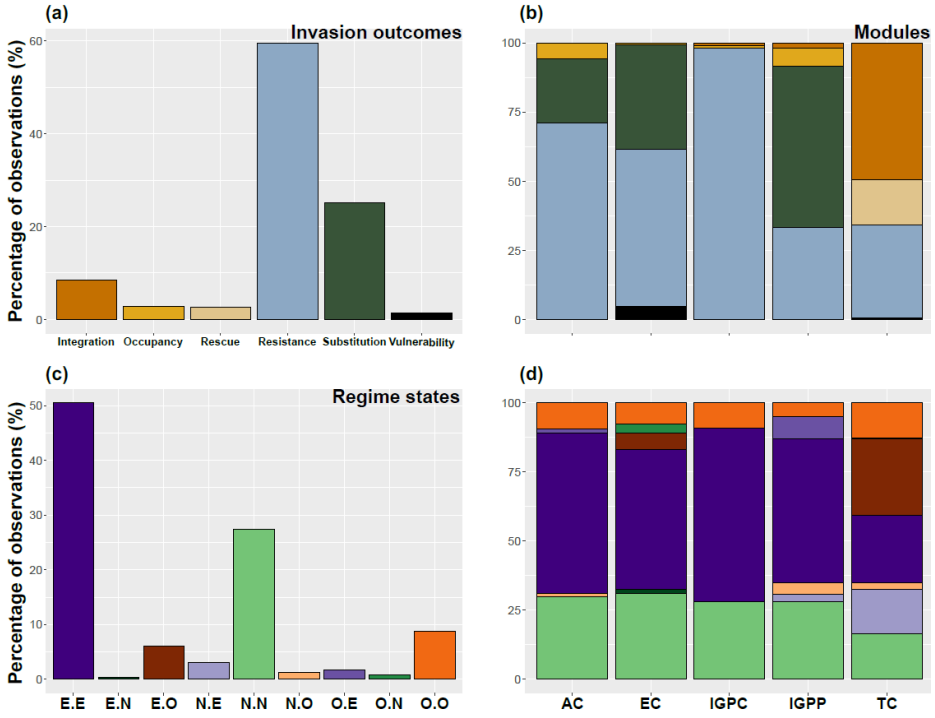 (a)
Invasion outcomes
Percentage of observations (%)
60
40
20
0
Integration Occupancy Rescue Resistance Substitution Vulnerability
(b)
Modules
100
75
50
25
0
(c)
Regime states
Percentage of observations (%)
50
40
30
20
10
0
E.E E.N E.O N.E N.N N.O O.E O.N O.O
(d)
100
75
50
25
0
AC EC IGPC IGPP TC